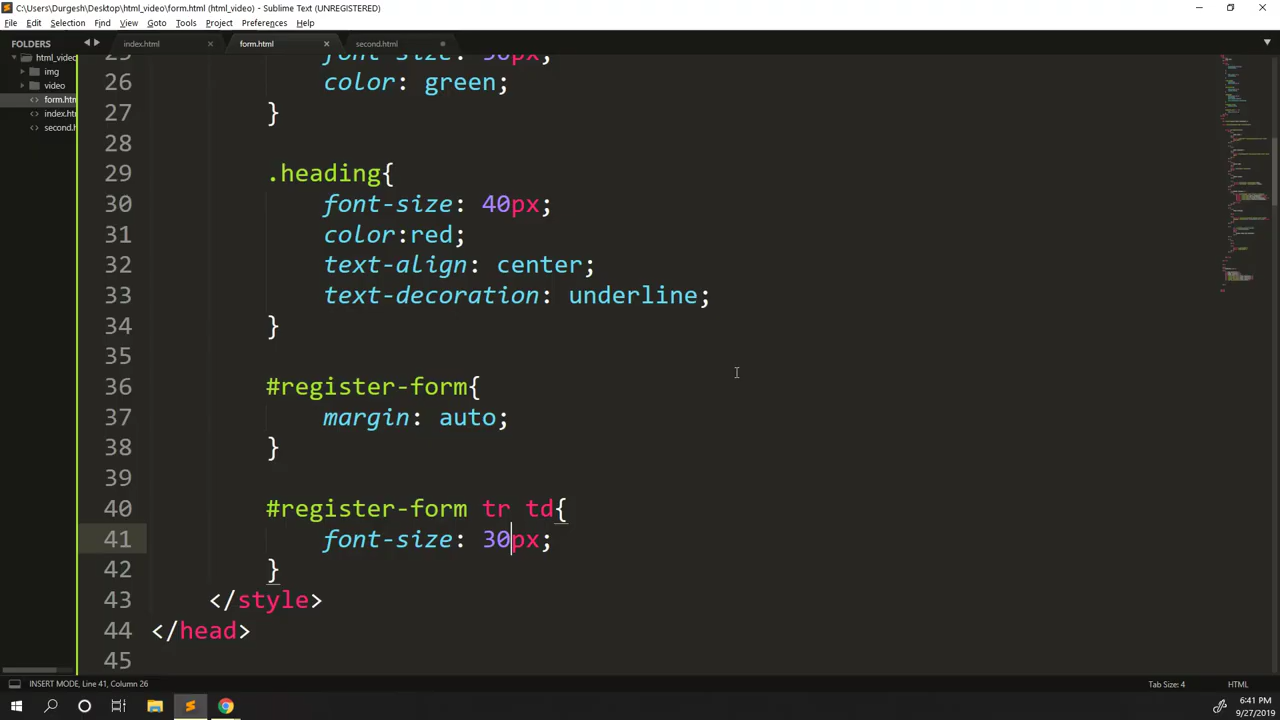 C:\Users\Durgesh\Desktop\html_video\form.html (html_video) - Sublime Text (UNREGISTERED)
File Edit Selection Find View Goto Tools Project Preferences Help
FOLDERS
html_video
img
video
form.htm
index.htm
second.h
index.html
form.html
second.html
25 font-size: 30px;
26 color: green;
27 }
28
29 .heading{
30 font-size: 40px;
31 color:red;
32 text-align: center;
33 text-decoration: underline;
34 }
35
36 #register-form{
37 margin: auto;
38 }
39
40 #register-form tr td{
41 font-size: 30px;
42 }
43 </style>
44 </head>
45
INSERT MODE, Line 41, Column 26
Tab Size: 4
HTML
6:41 PM
9/27/2019